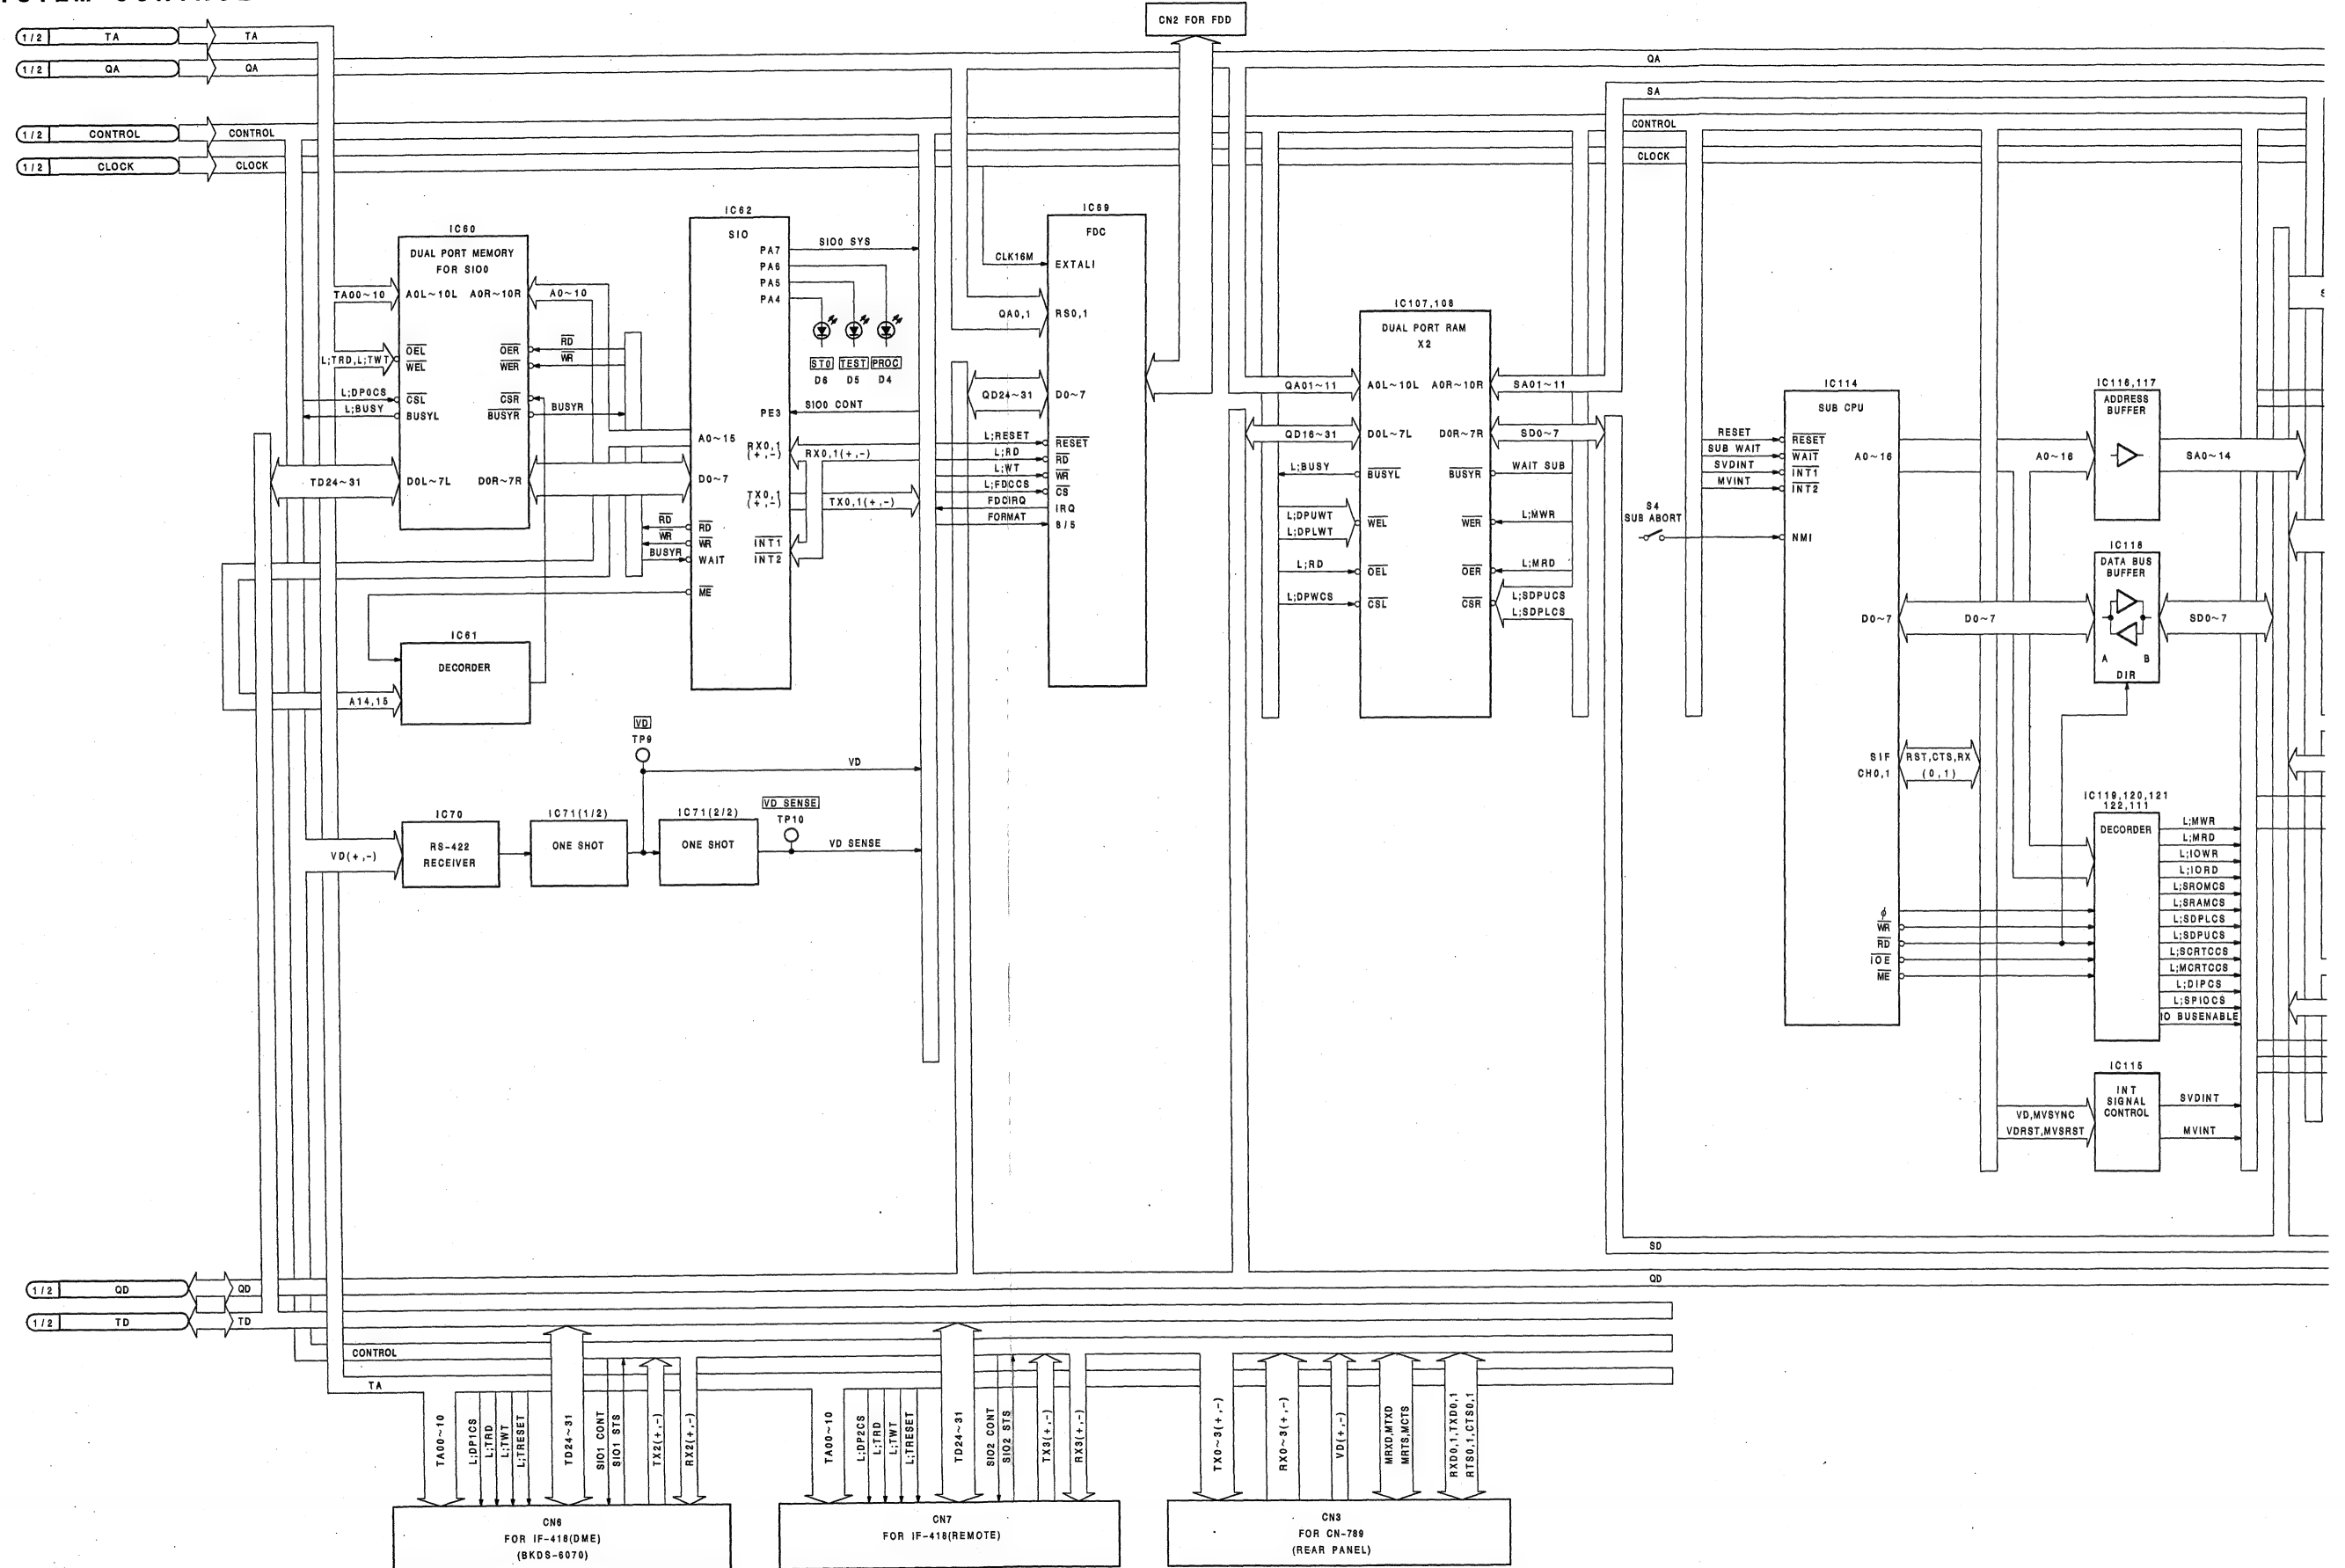 1/2 TA TA
1/2 QA QA
1/2 CONTROL CONTROL
1/2 CLOCK CLOCK
CN2 FOR FDD
QA
SA
CONTROL
CLOCK
IC60
DUAL PORT MEMORY
FOR SIO0
TA00~10
A0L~10L A0R~10R
A0~10
L;TRD,L;TWT
OEL OER
WEL WER
RD
WR
L;DP0CS
L;BUSY
CSL CSR
BUSYL BUSYR
BUSYR
TD24~31
D0L~7L D0R~7R
IC62
SIO
PA7
PA6
PA5
PA4
SIO0 SYS
ST0 TEST PROC
D6 D5 D4
PE3
SIO0 CONT
A0~15
RX0,1
(+,-)
RX0,1(+,-)
D0~7
TX0,1
(+,-)
TX0,1(+,-)
RD
WR
BUSYR
RD
WR
WAIT
INT1
INT2
ME
IC61
DECORDER
A14,15
VD
TP9
VD
IC70
RS-422
RECEIVER
VD(+,-)
IC71(1/2)
ONE SHOT
IC71(2/2)
ONE SHOT
VD SENSE
TP10
VD SENSE
IC69
FDC
CLK16M
EXTALI
QA0,1
RS0,1
QD24~31
D0~7
L;RESET
L;RD
L;WT
L;FDCCS
FDCIRQ
FORMAT
RESET
RD
WR
CS
IRQ
8/5
IC107,108
DUAL PORT RAM
X2
QA01~11
A0L~10L A0R~10R
SA01~11
QD16~31
D0L~7L D0R~7R
SD0~7
L;BUSY
BUSYL BUSYR
WAIT SUB
L;DPUWT
L;DPLWT
WEL WER
L;MWR
L;RD
OEL OER
L;MRD
L;DPWCS
CSL CSR
L;SDPUCS
L;SDPLCS
IC114
SUB CPU
RESET
SUB WAIT
SVDINT
MVINT
RESET
WAIT
INT1
INT2
S4
SUB ABORT
NMI
A0~16
A0~16
D0~7
D0~7
SIF
CH0,1
RST,CTS,RX
(0,1)
ϕ
WR
RD
IOE
ME
IC116,117
ADDRESS
BUFFER
SA0~14
IC118
DATA BUS
BUFFER
SD0~7
A B
DIR
IC119,120,121
122,111
DECORDER
L;MWR
L;MRD
L;IOWR
L;IORD
L;SROMCS
L;SRAMCS
L;SDPLCS
L;SDPUCS
L;SCRTCCS
L;MCRTCCS
L;DIPCS
L;SPIOCS
IO BUSENABLE
IC115
INT
SIGNAL
CONTROL
VD,MVSYNC
VDRST,MVSRST
SVDINT
MVINT
SD
QD
1/2 QD QD
1/2 TD TD
CONTROL
TA
TA00~10
L;DP1CS
L;TRD
L;TWT
L;TRESET
TD24~31
SIO1 CONT
SIO1 STS
TX2(+,-)
RX2(+,-)
CN6
FOR IF-418(DME)
(BKDS-6070)
TA00~10
L;DP2CS
L;TRD
L;TWT
L;TRESET
TD24~31
SIO2 CONT
SIO2 STS
TX3(+,-)
RX3(+,-)
CN7
FOR IF-418(REMOTE)
TX0~3(+,-)
RX0~3(+,-)
VD(+,-)
MRXD,MTXD
MRTS,MCTS
RXD0,1,TXD0,1
RTS0,1,CTS0,1
CN3
FOR CN-789
(REAR PANEL)